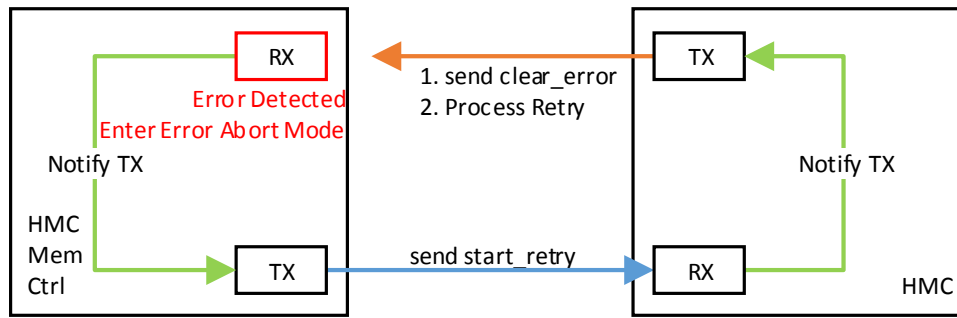 RX
Error Detected
Enter Error Abort Mode
Notify TX
HMC
Mem
Ctrl
TX
1. send clear_error
2. Process Retry
send start_retry
TX
Notify TX
RX
HMC